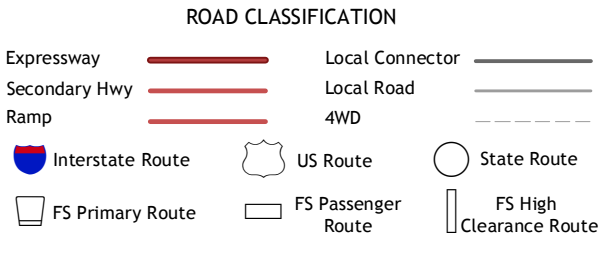 ROAD CLASSIFICATION
Expressway
Local Connector
Secondary Hwy
Local Road
Ramp
4WD
Interstate Route
US Route
State Route
FS Primary Route
FS Passenger
Route
FS High
Clearance Route